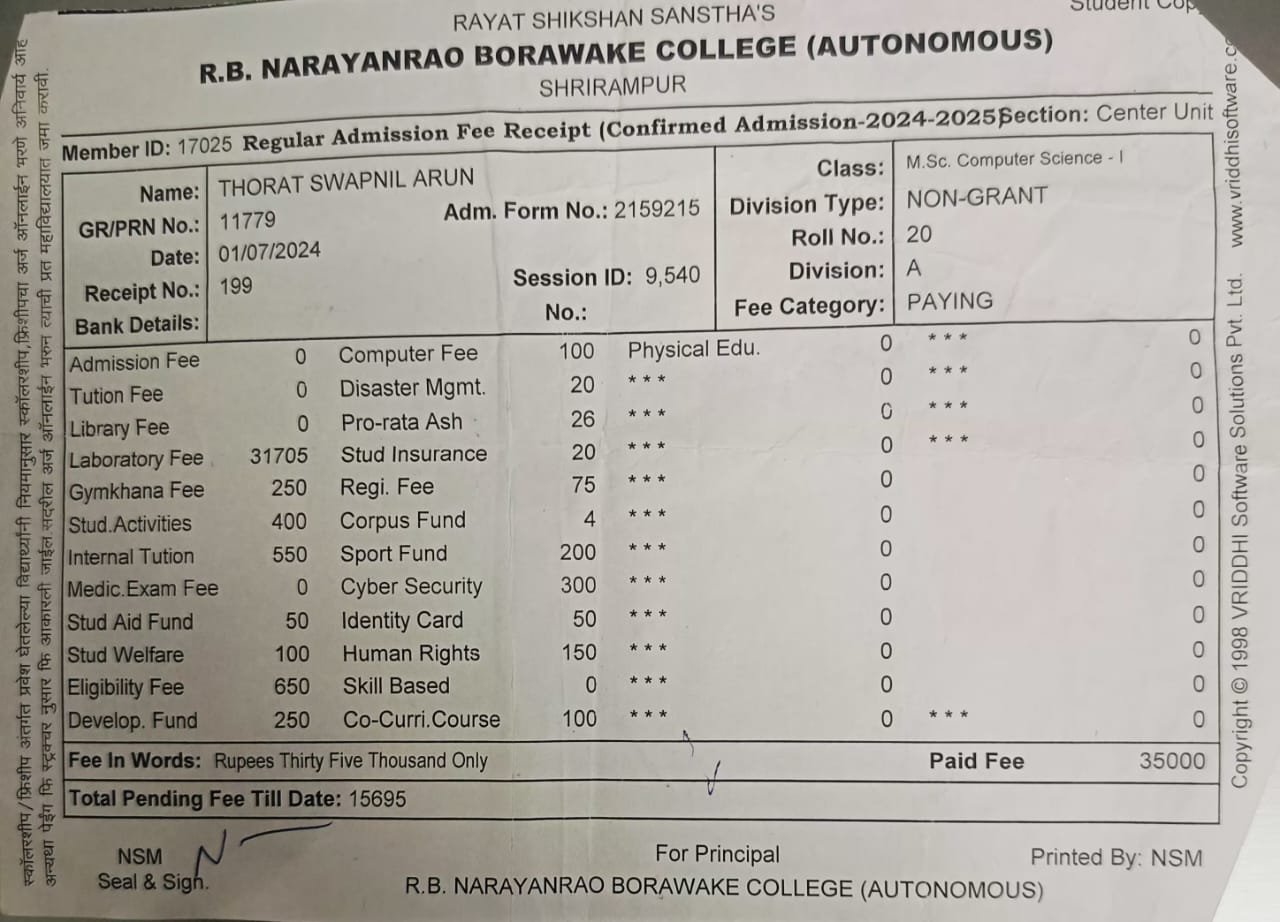 Student Cop
RAYAT SHIKSHAN SANSTHA'S
R.B. NARAYANRAO BORAWAKE COLLEGE (AUTONOMOUS)
SHRIRAMPUR
Member ID: 17025 Regular Admission Fee Receipt (Confirmed Admission-2024-2025) Section: Center Unit
Name: THORAT SWAPNIL ARUN Class: M.Sc. Computer Science - I
GR/PRN No.: 11779 Adm. Form No.: 2159215 Division Type: NON-GRANT
Date: 01/07/2024 Roll No.: 20
Receipt No.: 199 Session ID: 9,540 Division: A
Bank Details: No.: Fee Category: PAYING
Admission Fee 0 Computer Fee 100 Physical Edu. 0 *** 0
Tution Fee 0 Disaster Mgmt. 20 *** 0 *** 0
Library Fee 0 Pro-rata Ash 26 *** 0 *** 0
Laboratory Fee 31705 Stud Insurance 20 *** 0 *** 0
Gymkhana Fee 250 Regi. Fee 75 *** 0 0
Stud.Activities 400 Corpus Fund 4 *** 0 0
Internal Tution 550 Sport Fund 200 *** 0 0
Medic.Exam Fee 0 Cyber Security 300 *** 0 0
Stud Aid Fund 50 Identity Card 50 *** 0 0
Stud Welfare 100 Human Rights 150 *** 0 0
Eligibility Fee 650 Skill Based 0 *** 0 0
Develop. Fund 250 Co-Curri.Course 100 *** 0 *** 0
Fee In Words: Rupees Thirty Five Thousand Only Paid Fee 35000
Total Pending Fee Till Date: 15695
NSM For Principal Printed By: NSM
Seal & Sign. R.B. NARAYANRAO BORAWAKE COLLEGE (AUTONOMOUS)
स्कॉलरशीप/फ्रिशीप अंतर्गत प्रवेश घेतलेल्या विद्यार्थ्यांनी नियमानुसार स्कॉलरशीप,फ्रिशीपचा अर्ज ऑनलाईन भरणे अनिवार्य आह
अन्यथा पेईंग फि स्ट्रक्चर नुसार फि आकारली जाईल.सदरील अर्ज ऑनलाईन भरुन त्याची प्रत महाविद्यालयात जमा करावी.
Copyright © 1998 VRIDDHI Software Solutions Pvt. Ltd. www.vriddhisoftware.co